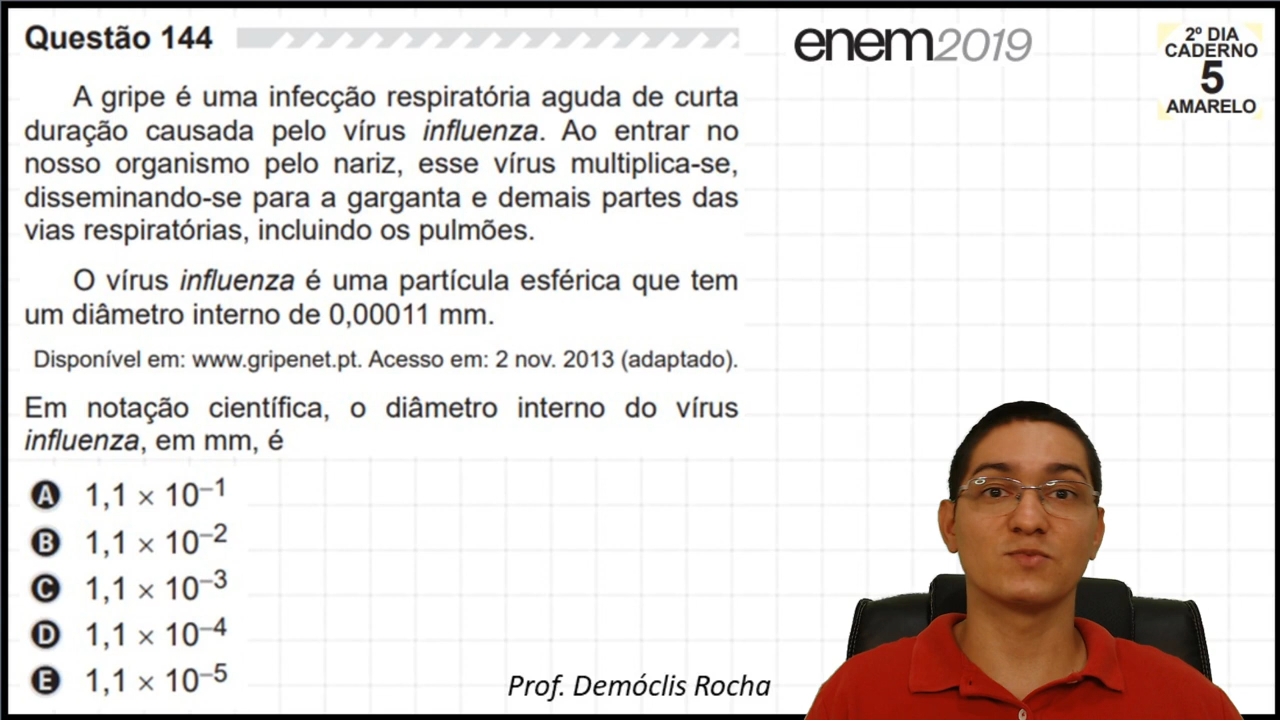 Questão 144
enem2019
2º DIA
CADERNO
5
AMARELO
A gripe é uma infecção respiratória aguda de curta
duração causada pelo vírus influenza. Ao entrar no
nosso organismo pelo nariz, esse vírus multiplica-se,
disseminando-se para a garganta e demais partes das
vias respiratórias, incluindo os pulmões.
O vírus influenza é uma partícula esférica que tem
um diâmetro interno de 0,00011 mm.
Disponível em: www.gripenet.pt. Acesso em: 2 nov. 2013 (adaptado).
Em notação científica, o diâmetro interno do vírus
influenza, em mm, é
A 1,1 × 10⁻¹
B 1,1 × 10⁻²
C 1,1 × 10⁻³
D 1,1 × 10⁻⁴
E 1,1 × 10⁻⁵
Prof. Demóclis Rocha